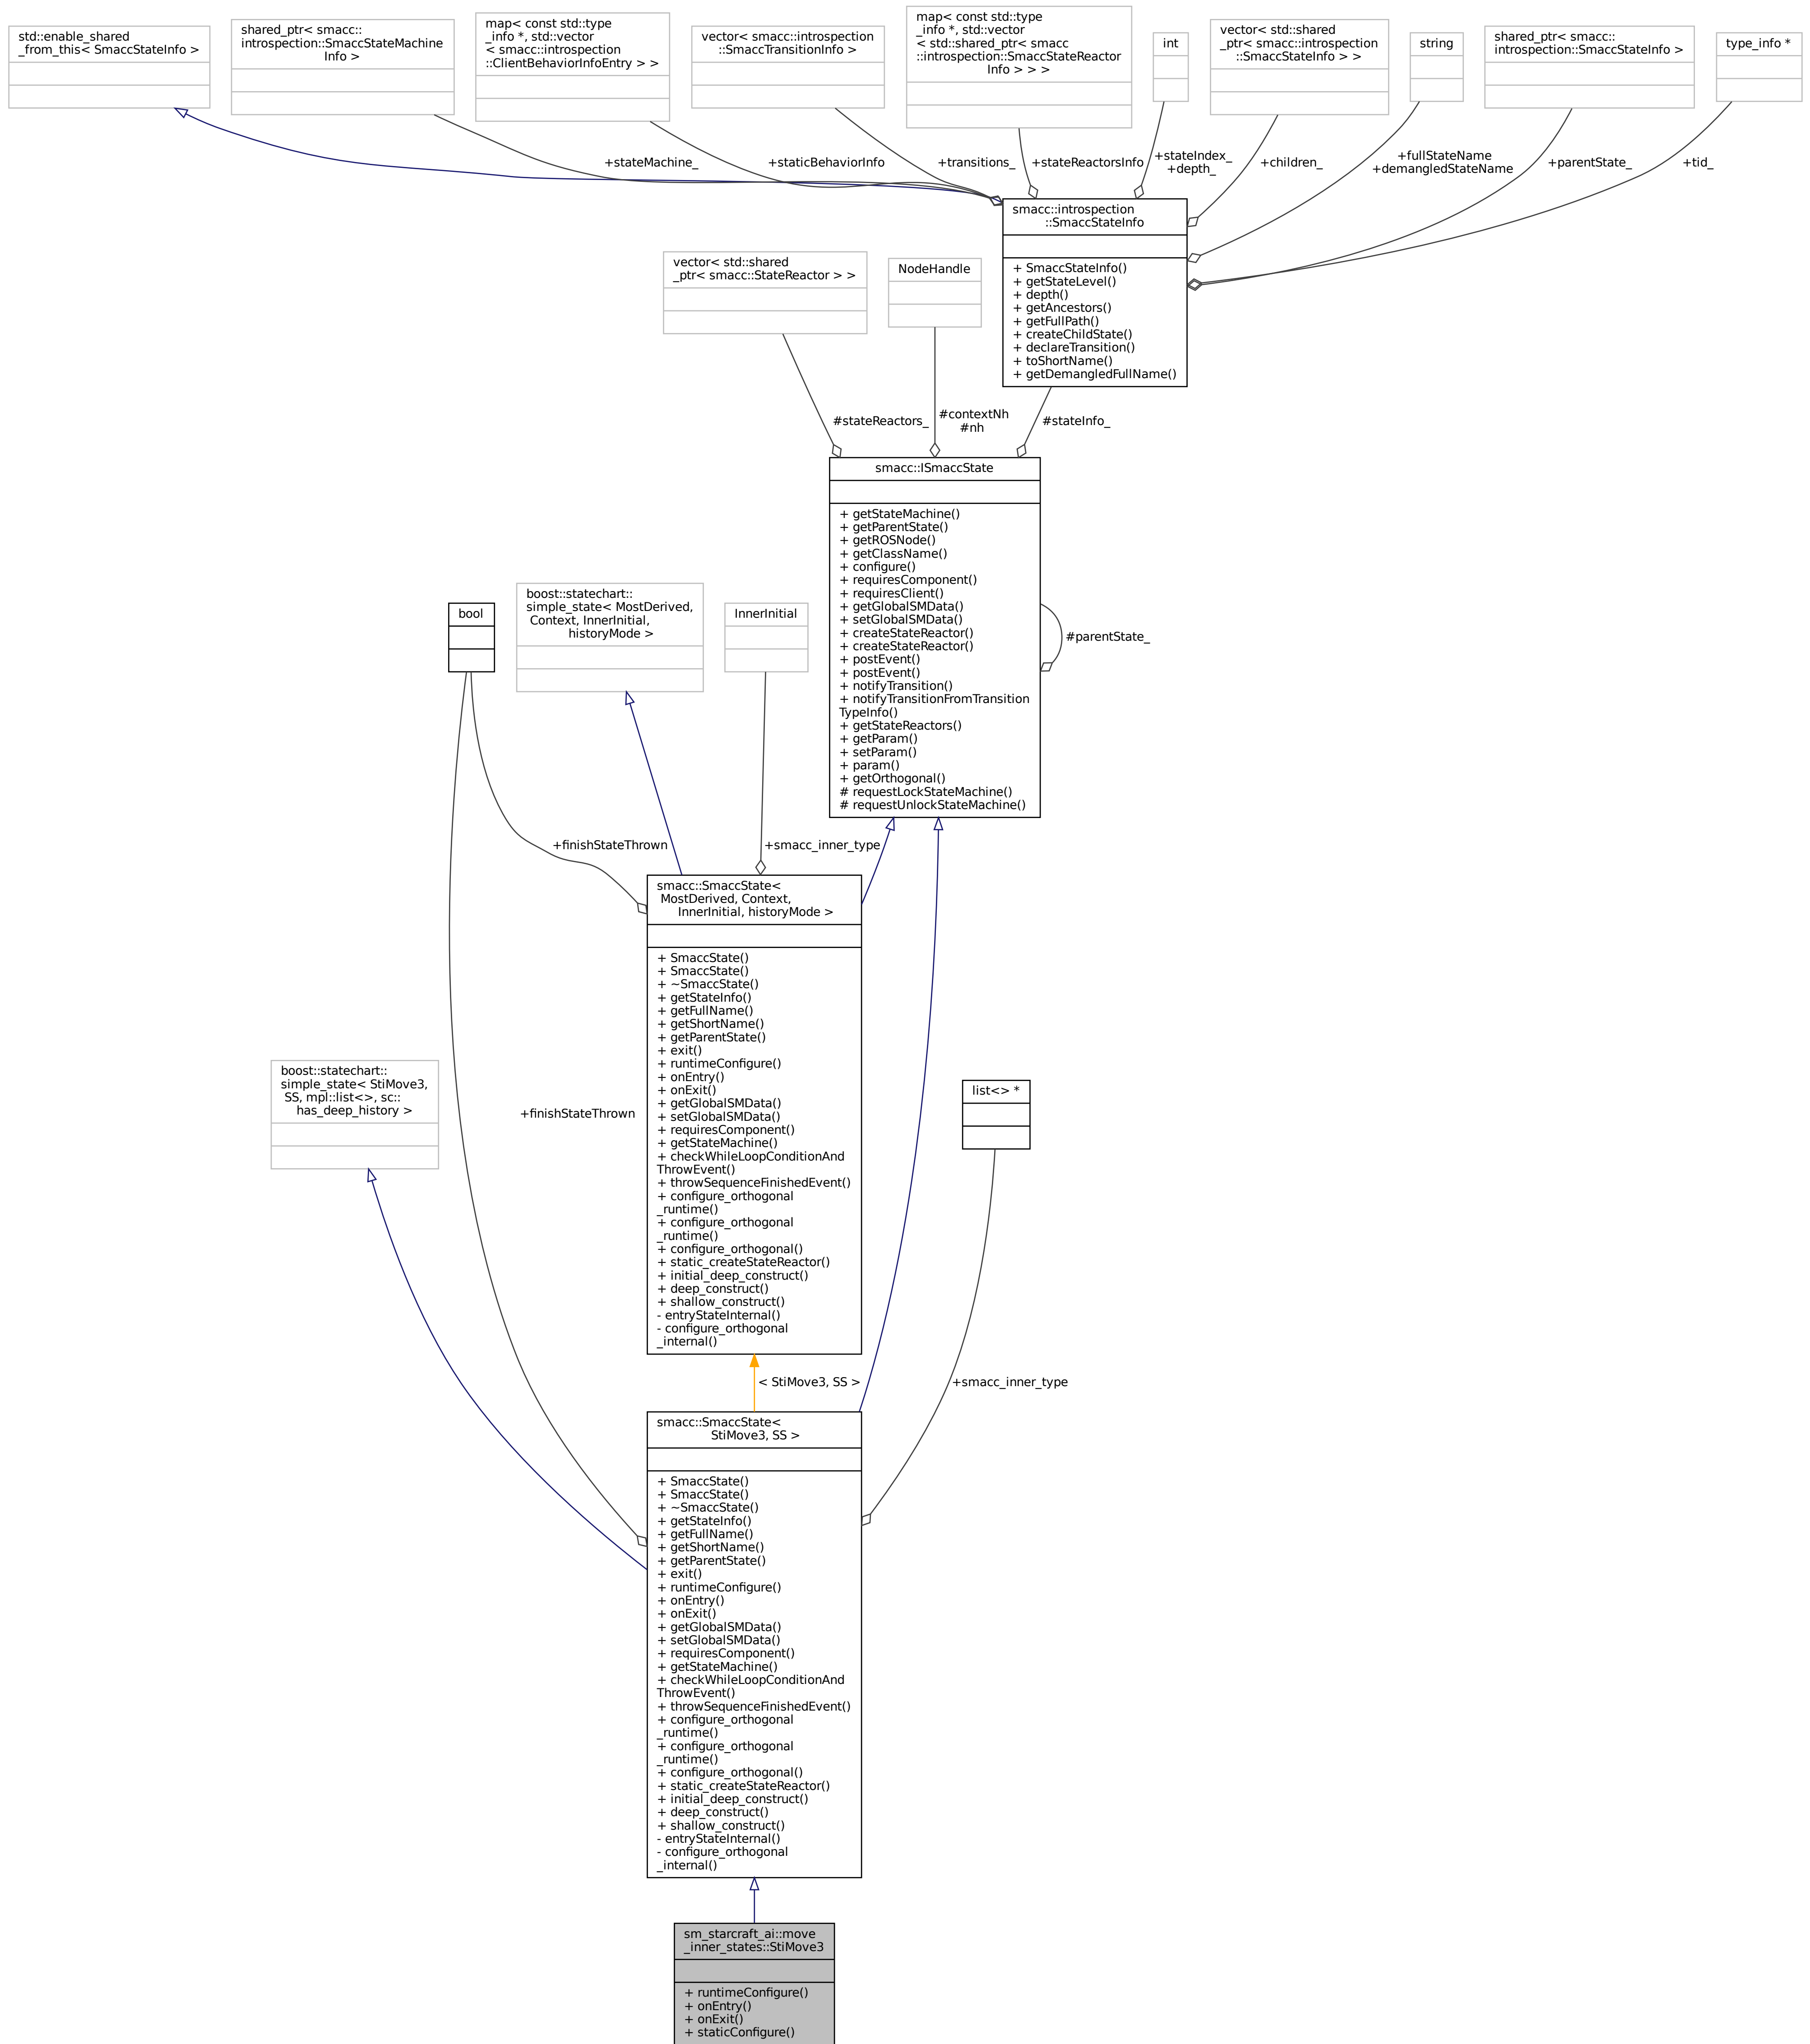 std::enable_shared
_from_this< SmaccStateInfo >
shared_ptr< smacc::
introspection::SmaccStateMachine
Info >
map< const std::type
_info *, std::vector
< smacc::introspection
::ClientBehaviorInfoEntry > >
vector< smacc::introspection
::SmaccTransitionInfo >
map< const std::type
_info *, std::vector
< std::shared_ptr< smacc
::introspection::SmaccStateReactor
Info > > >
int
vector< std::shared
_ptr< smacc::introspection
::SmaccStateInfo > >
string
shared_ptr< smacc::
introspection::SmaccStateInfo >
type_info *
+stateMachine_
+staticBehaviorInfo
+transitions_
+stateReactorsInfo
+stateIndex_
+depth_
+children_
+fullStateName
+demangledStateName
+parentState_
+tid_
smacc::introspection
::SmaccStateInfo
+ SmaccStateInfo()
+ getStateLevel()
+ depth()
+ getAncestors()
+ getFullPath()
+ createChildState()
+ declareTransition()
+ toShortName()
+ getDemangledFullName()
vector< std::shared
_ptr< smacc::StateReactor > >
NodeHandle
#stateReactors_
#contextNh
#nh
#stateInfo_
smacc::ISmaccState
+ getStateMachine()
+ getParentState()
+ getROSNode()
+ getClassName()
+ configure()
+ requiresComponent()
+ requiresClient()
+ getGlobalSMData()
+ setGlobalSMData()
+ createStateReactor()
+ createStateReactor()
+ postEvent()
+ postEvent()
+ notifyTransition()
+ notifyTransitionFromTransition
TypeInfo()
+ getStateReactors()
+ getParam()
+ setParam()
+ param()
+ getOrthogonal()
# requestLockStateMachine()
# requestUnlockStateMachine()
#parentState_
bool
boost::statechart::
simple_state< MostDerived,
Context, InnerInitial,
historyMode >
InnerInitial
+finishStateThrown
+smacc_inner_type
smacc::SmaccState<
MostDerived, Context,
InnerInitial, historyMode >
+ SmaccState()
+ SmaccState()
+ ~SmaccState()
+ getStateInfo()
+ getFullName()
+ getShortName()
+ getParentState()
+ exit()
+ runtimeConfigure()
+ onEntry()
+ onExit()
+ getGlobalSMData()
+ setGlobalSMData()
+ requiresComponent()
+ getStateMachine()
+ checkWhileLoopConditionAnd
ThrowEvent()
+ throwSequenceFinishedEvent()
+ configure_orthogonal
_runtime()
+ configure_orthogonal
_runtime()
+ configure_orthogonal()
+ static_createStateReactor()
+ initial_deep_construct()
+ deep_construct()
+ shallow_construct()
- entryStateInternal()
- configure_orthogonal
_internal()
boost::statechart::
simple_state< StiMove3,
SS, mpl::list<>, sc::
has_deep_history >
+finishStateThrown
list<> *
< StiMove3, SS >
+smacc_inner_type
smacc::SmaccState<
StiMove3, SS >
+ SmaccState()
+ SmaccState()
+ ~SmaccState()
+ getStateInfo()
+ getFullName()
+ getShortName()
+ getParentState()
+ exit()
+ runtimeConfigure()
+ onEntry()
+ onExit()
+ getGlobalSMData()
+ setGlobalSMData()
+ requiresComponent()
+ getStateMachine()
+ checkWhileLoopConditionAnd
ThrowEvent()
+ throwSequenceFinishedEvent()
+ configure_orthogonal
_runtime()
+ configure_orthogonal
_runtime()
+ configure_orthogonal()
+ static_createStateReactor()
+ initial_deep_construct()
+ deep_construct()
+ shallow_construct()
- entryStateInternal()
- configure_orthogonal
_internal()
sm_starcraft_ai::move
_inner_states::StiMove3
+ runtimeConfigure()
+ onEntry()
+ onExit()
+ staticConfigure()